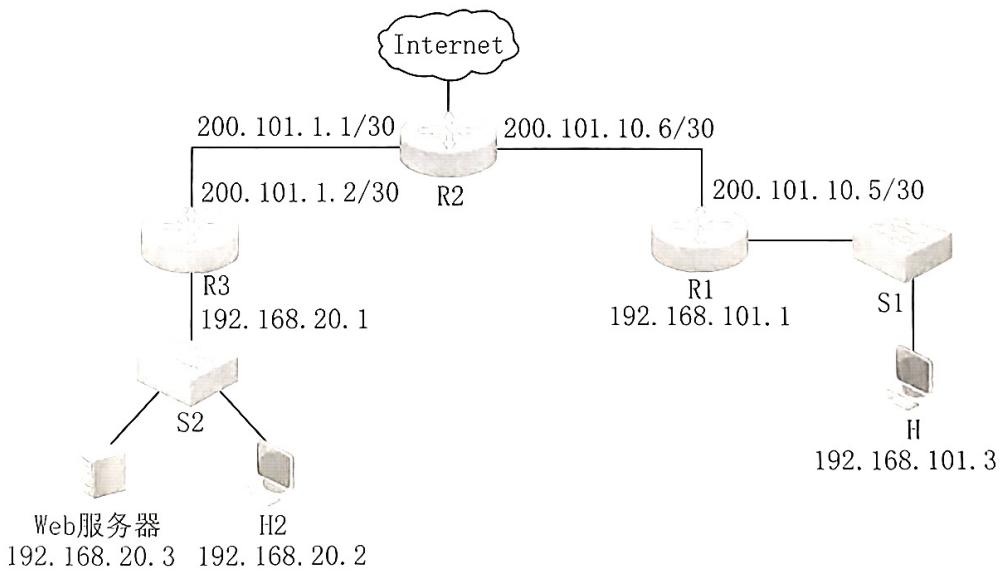 Internet
200.101.1.1/30
200.101.10.6/30
R2
200.101.1.2/30
200.101.10.5/30
R3
R1
S1
192.168.20.1
192.168.101.1
S2
H
192.168.101.3
Web服务器
H2
192.168.20.3
192.168.20.2